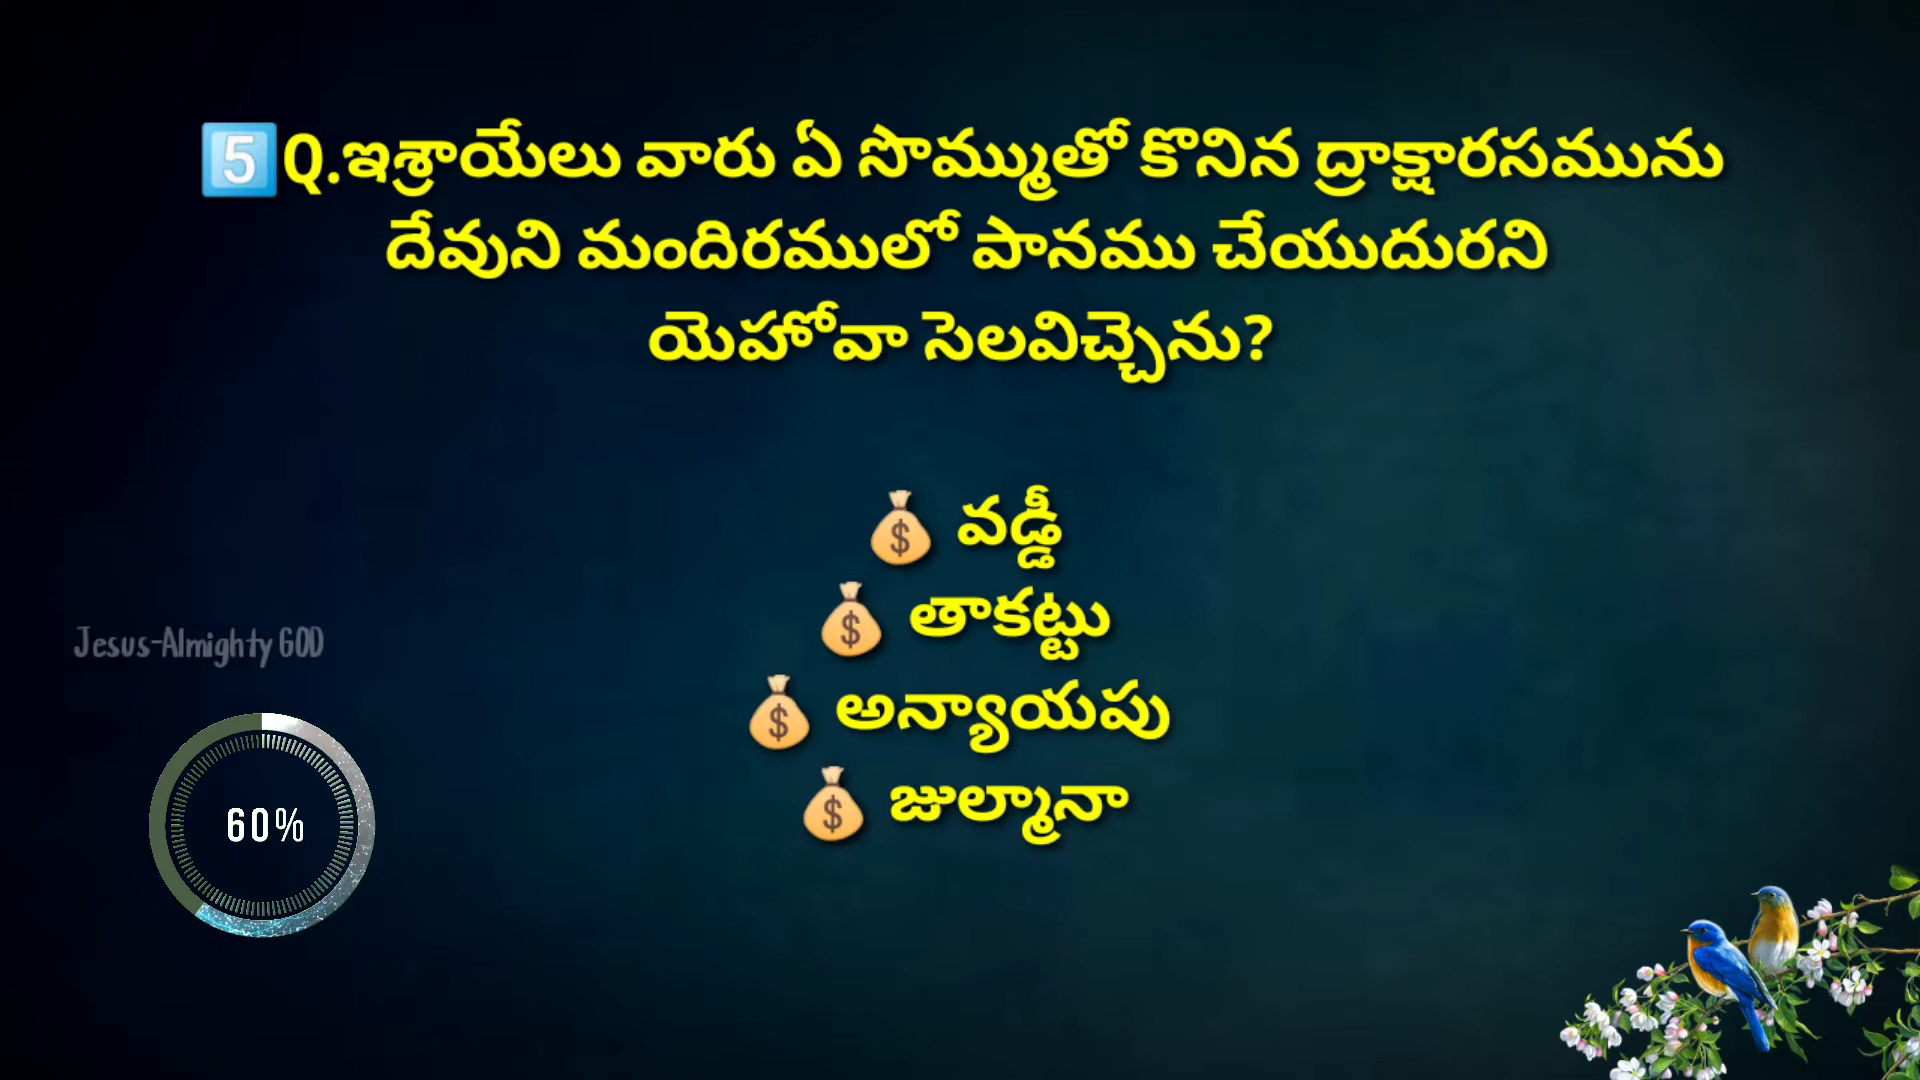 5 Q.ఇశ్రాయేలు వారు ఏ సొమ్ముతో కొనిన ద్రాక్షారసమును
దేవుని మందిరములో పానము చేయుదురని
యెహోవా సెలవిచ్చెను?
💰 వడ్డీ
💰 తాకట్టు
💰 అన్యాయపు
💰 జుల్మానా
Jesus-Almighty GOD
60%